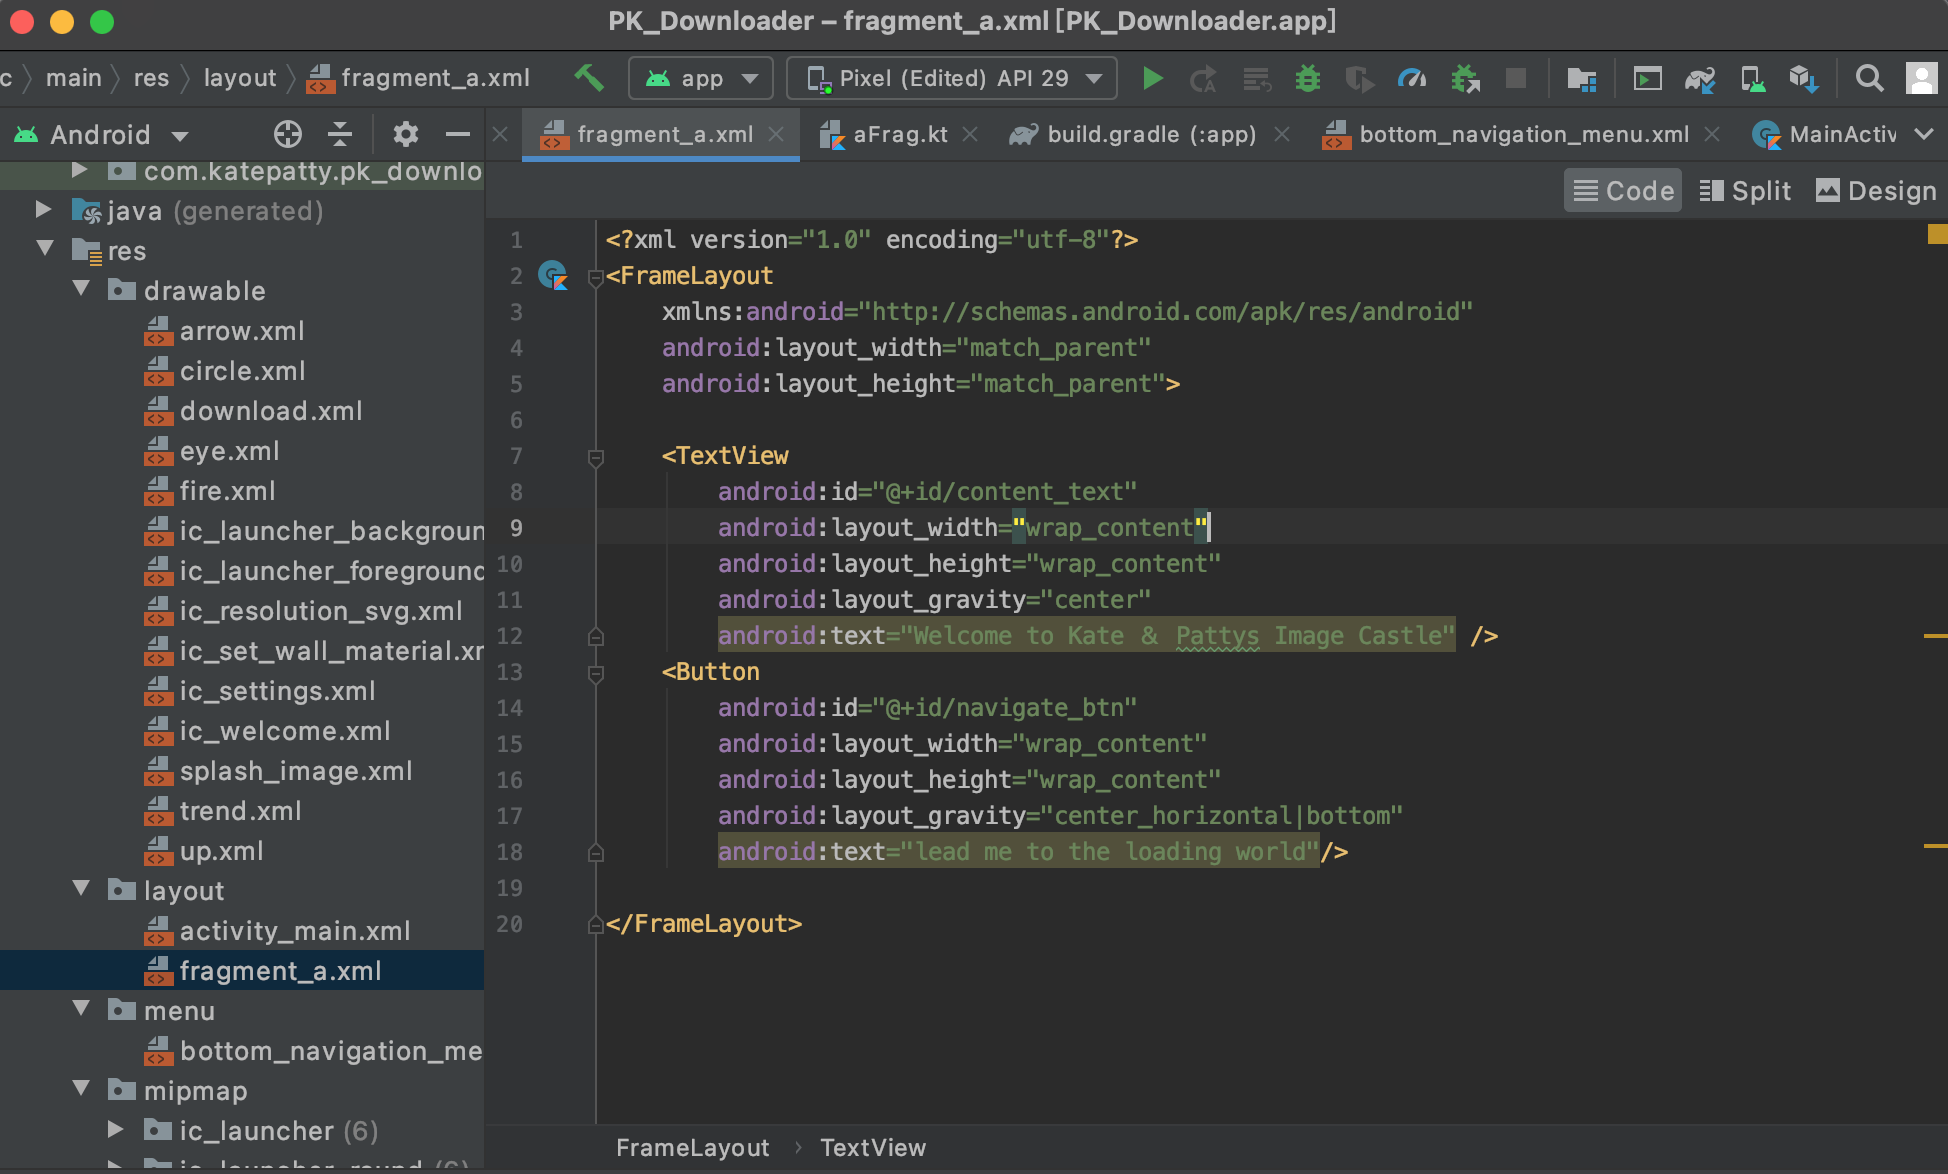 PK_Downloader – fragment_a.xml [PK_Downloader.app]
c main res layout fragment_a.xml app Pixel (Edited) API 29
Android
fragment_a.xml aFrag.kt build.gradle (:app) bottom_navigation_menu.xml MainActiv
Code Split Design
com.katepatty.pk_downlo
java (generated)
res
drawable
arrow.xml
circle.xml
download.xml
eye.xml
fire.xml
ic_launcher_backgroun
ic_launcher_foreground
ic_resolution_svg.xml
ic_set_wall_material.xm
ic_settings.xml
ic_welcome.xml
splash_image.xml
trend.xml
up.xml
layout
activity_main.xml
fragment_a.xml
menu
bottom_navigation_me
mipmap
ic_launcher (6)
ic_launcher_round (6)
1 <?xml version="1.0" encoding="utf-8"?>
2 <FrameLayout
3 xmlns:android="http://schemas.android.com/apk/res/android"
4 android:layout_width="match_parent"
5 android:layout_height="match_parent">
6
7 <TextView
8 android:id="@+id/content_text"
9 android:layout_width="wrap_content"
10 android:layout_height="wrap_content"
11 android:layout_gravity="center"
12 android:text="Welcome to Kate & Pattys Image Castle" />
13 <Button
14 android:id="@+id/navigate_btn"
15 android:layout_width="wrap_content"
16 android:layout_height="wrap_content"
17 android:layout_gravity="center_horizontal|bottom"
18 android:text="lead me to the loading world"/>
19
20 </FrameLayout>
FrameLayout TextView